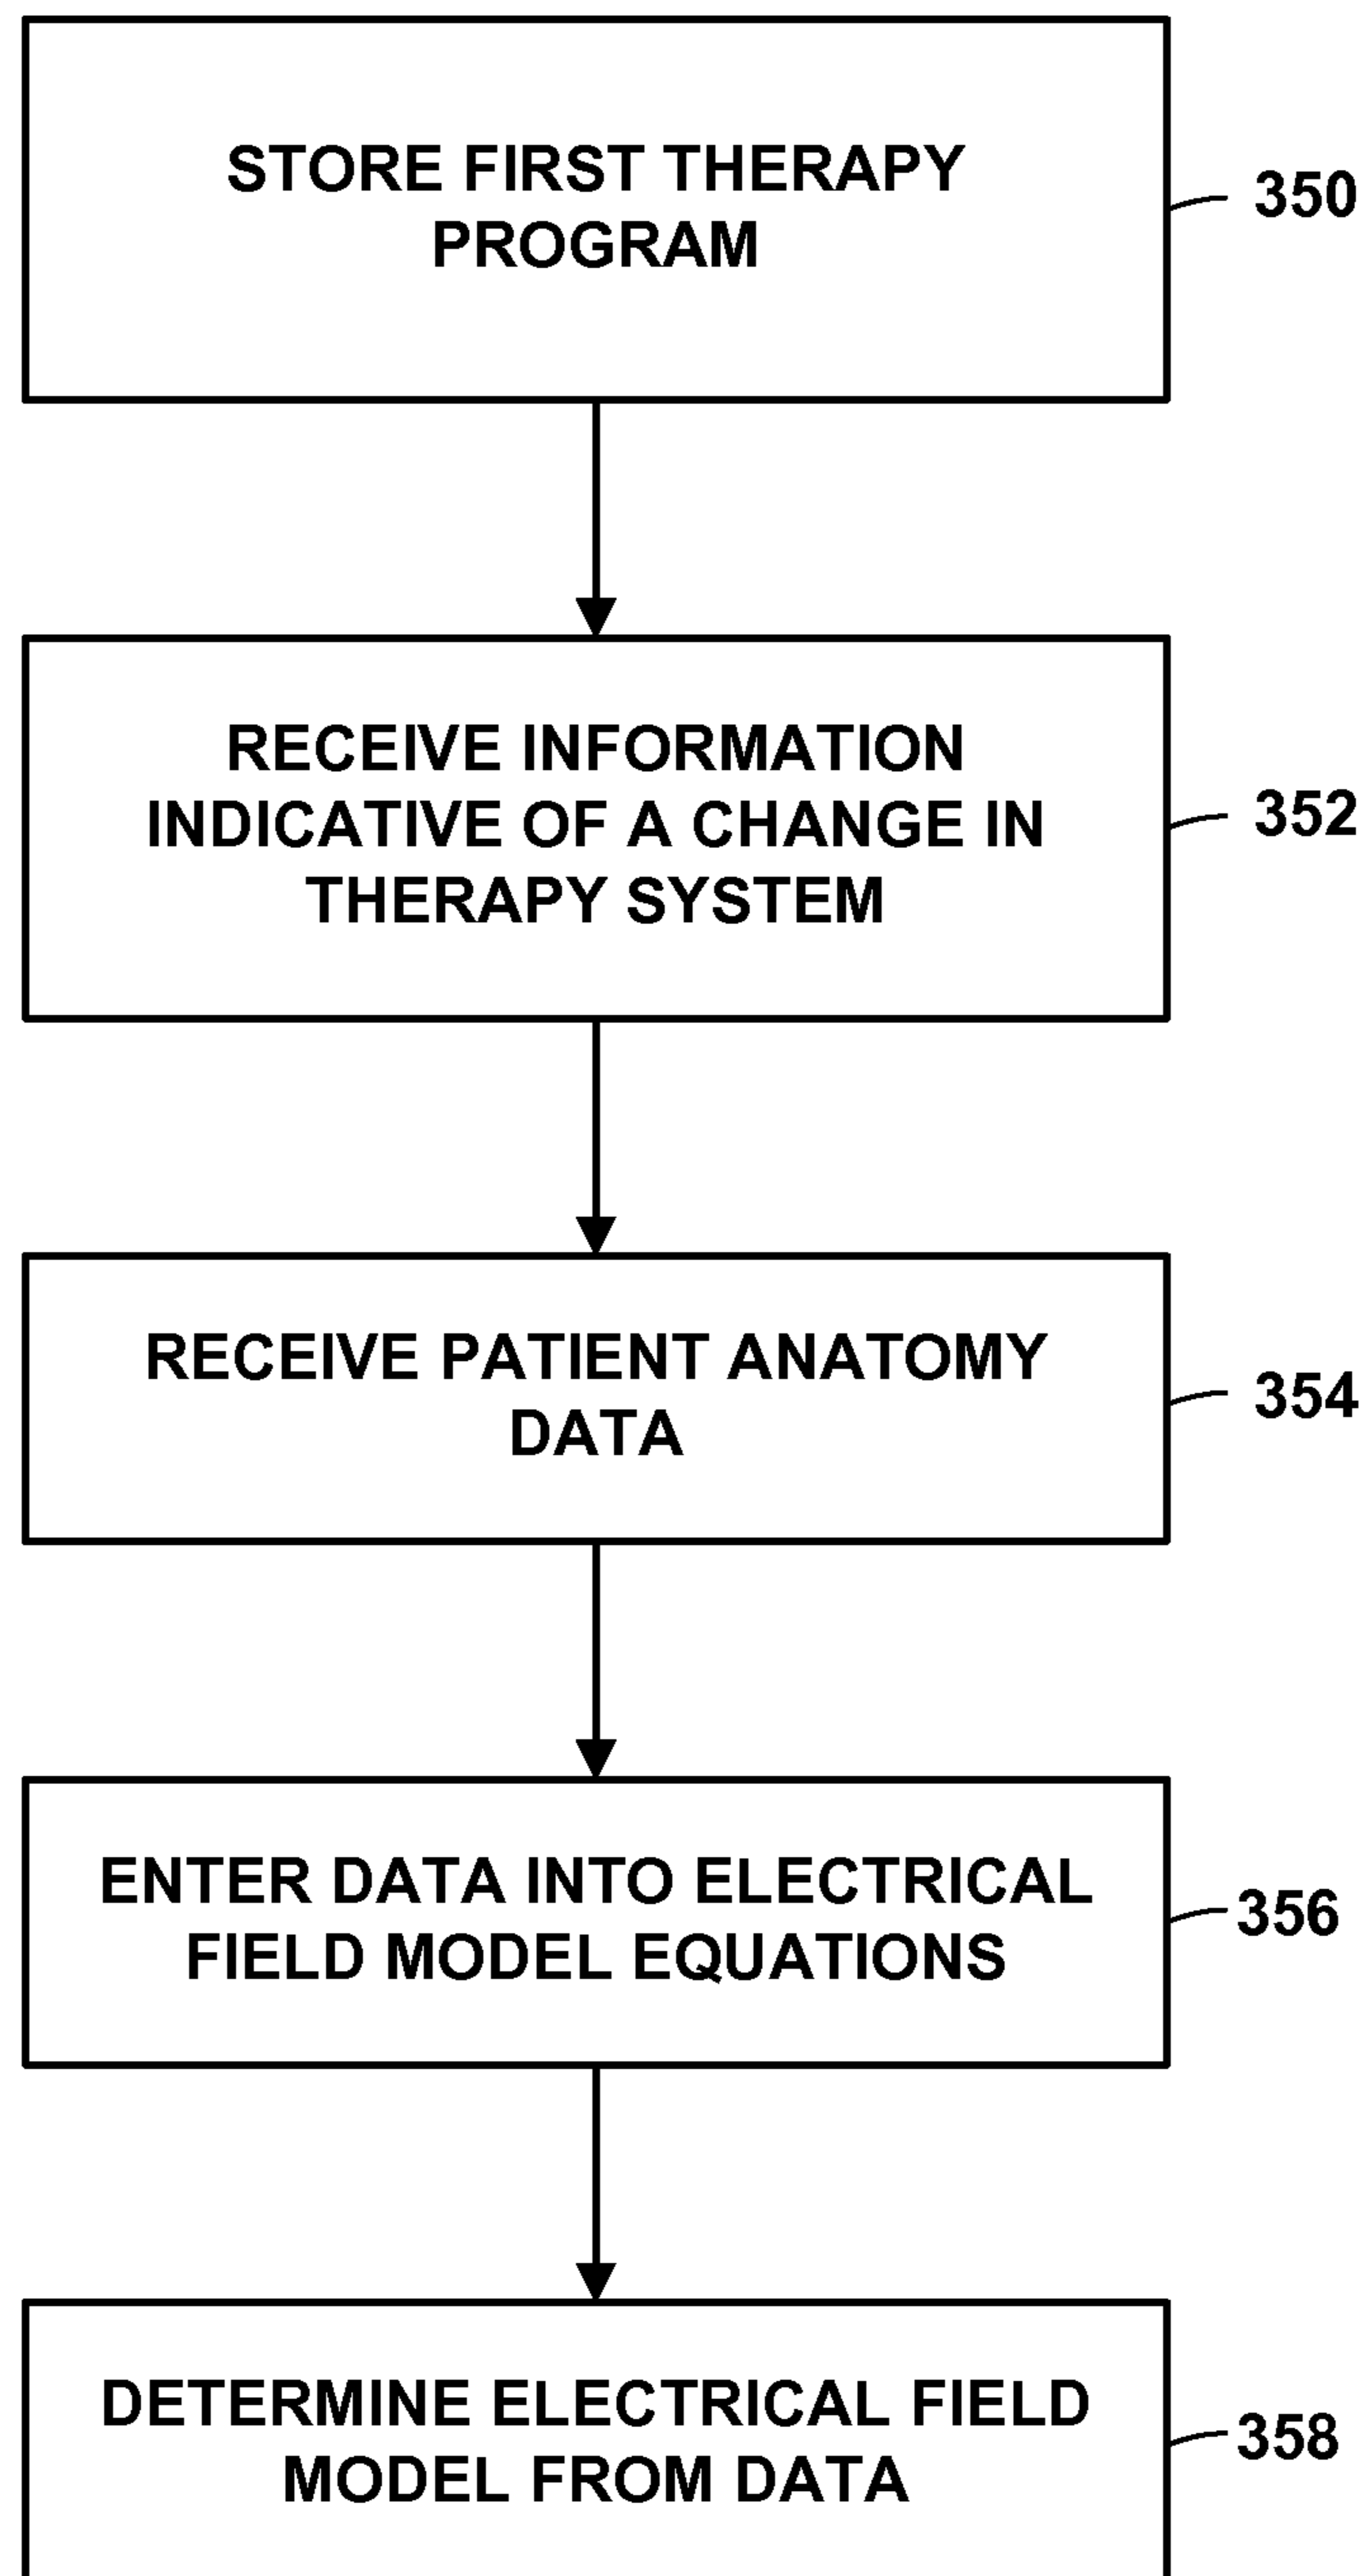 STORE FIRST THERAPY
PROGRAM
350
RECEIVE INFORMATION
INDICATIVE OF A CHANGE IN
THERAPY SYSTEM
352
RECEIVE PATIENT ANATOMY
DATA
354
ENTER DATA INTO ELECTRICAL
FIELD MODEL EQUATIONS
356
DETERMINE ELECTRICAL FIELD
MODEL FROM DATA
358